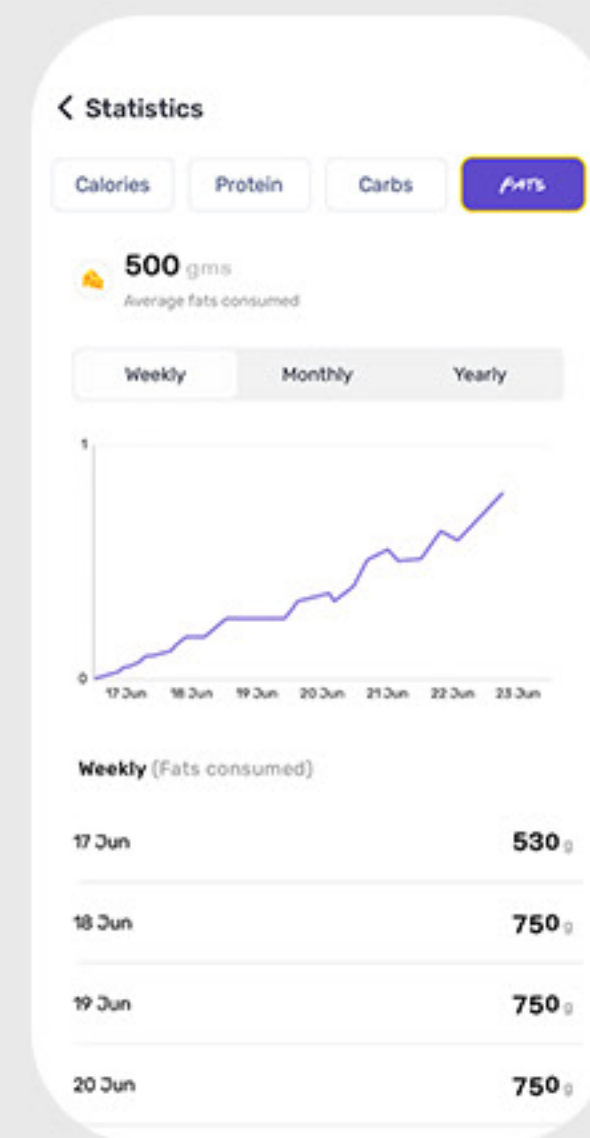 Statistics
Calories Protein Carbs FATS
500 gms
Average fats consumed
Weekly Monthly Yearly
1
0
17 Jun 18 Jun 19 Jun 20 Jun 21 Jun 22 Jun 23 Jun
Weekly (Fats consumed)
17 Jun 530 g
18 Jun 750 g
19 Jun 750 g
20 Jun 750 g